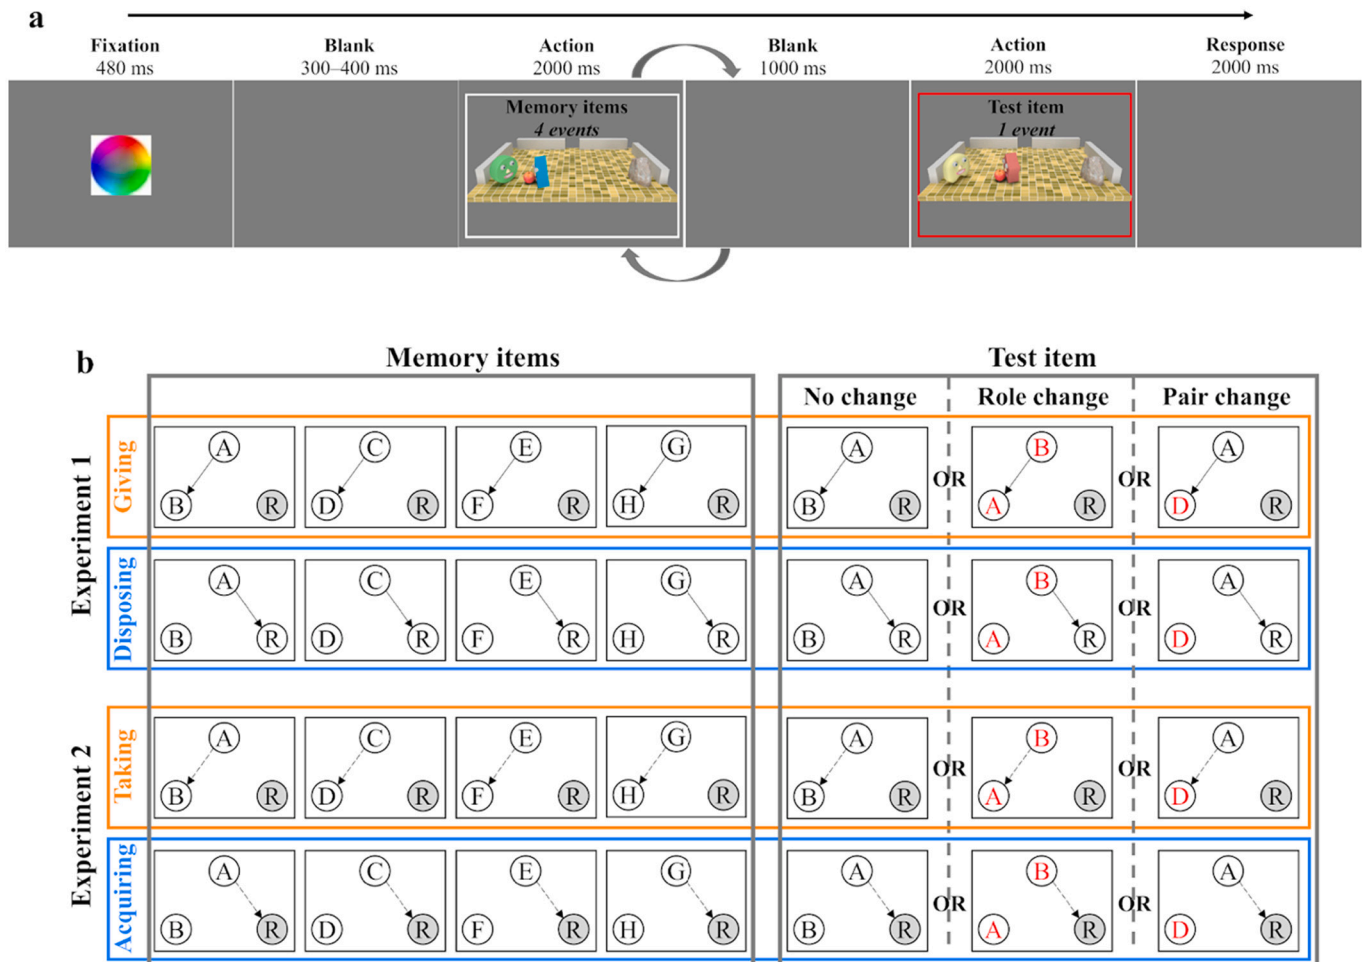 a
Fixation Blank Action Blank Action Response
480 ms 300–400 ms 2000 ms 1000 ms 2000 ms 2000 ms
Memory items Test item
4 events 1 event
b
Memory items Test item
No change Role change Pair change
Experiment 1
Giving
A C E G A B A
OR OR
B R D R F R H R B R A R D R
Disposing
A C E G A B A
OR OR
B R D R F R H R B R A R D R
Experiment 2
Taking
A C E G A B A
OR OR
B R D R F R H R B R A R D R
Acquiring
A C E G A B A
OR OR
B R D R F R H R B R A R D R